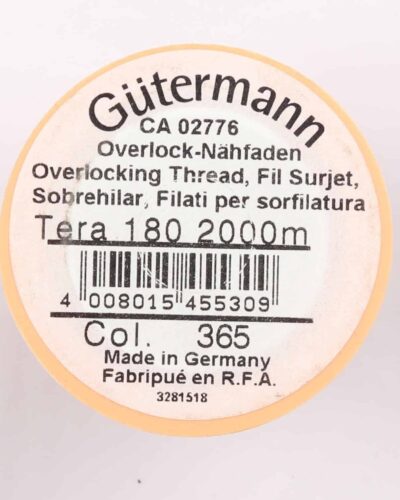 Gütermann
CA 02776
Overlock-Nähfaden
Overlocking Thread, Fil Surjet,
Sobrehilar, Filati per sorfilatura
Tera 180 2000m
4 008015 455309
Col. 365
Made in Germany
Fabripué en R.F.A.
3281518